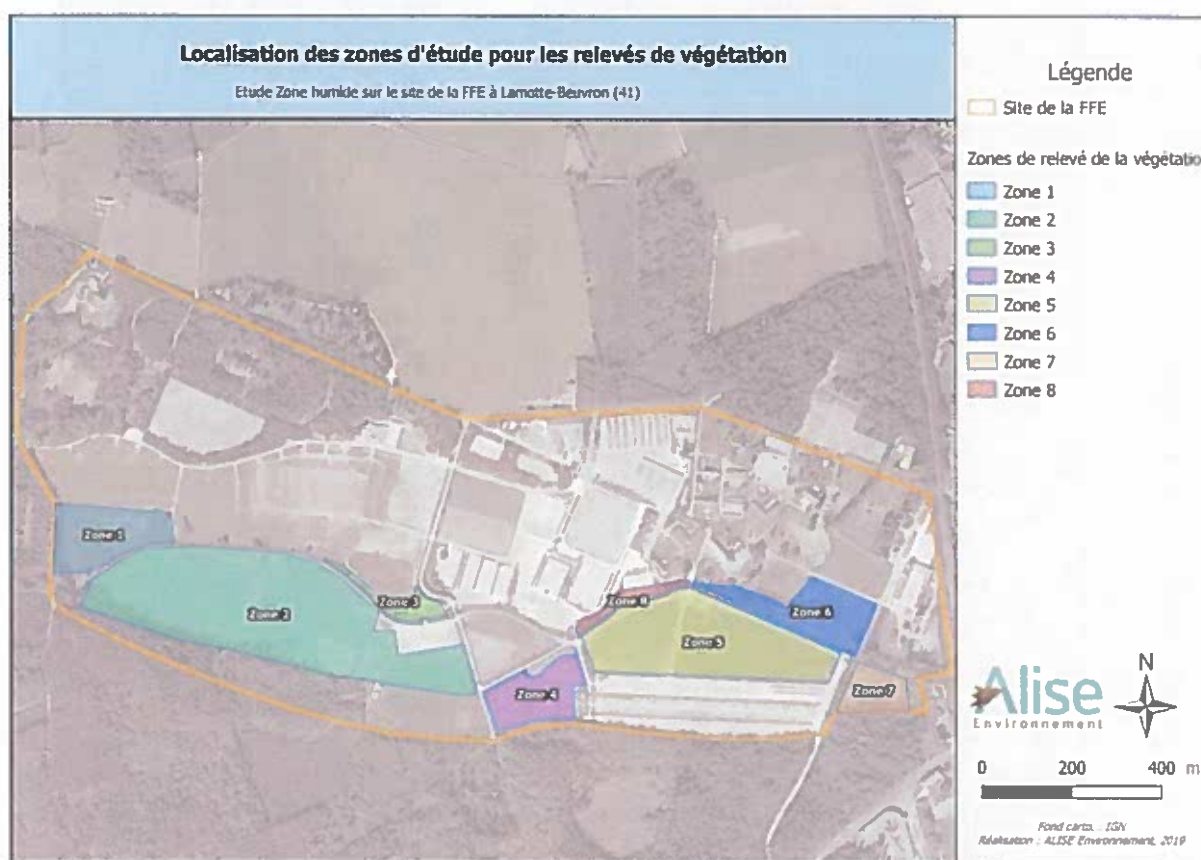 Localisation des zones d'étude pour les relevés de végétation
Etude Zone humide sur le site de la FFE à Lamotte-Beuvron (41)
Légende
Site de la FFE
Zones de relevé de la végétatio
Zone 1
Zone 2
Zone 3
Zone 4
Zone 5
Zone 6
Zone 7
Zone 8
Zone 1
Zone 2
Zone 3
Zone 4
Zone 5
Zone 6
Zone 7
Zone 8
Alise
Environnement
N
0 200 400 m
Fond carto. : IGN
Réalisation : ALISE Environnement, 2019